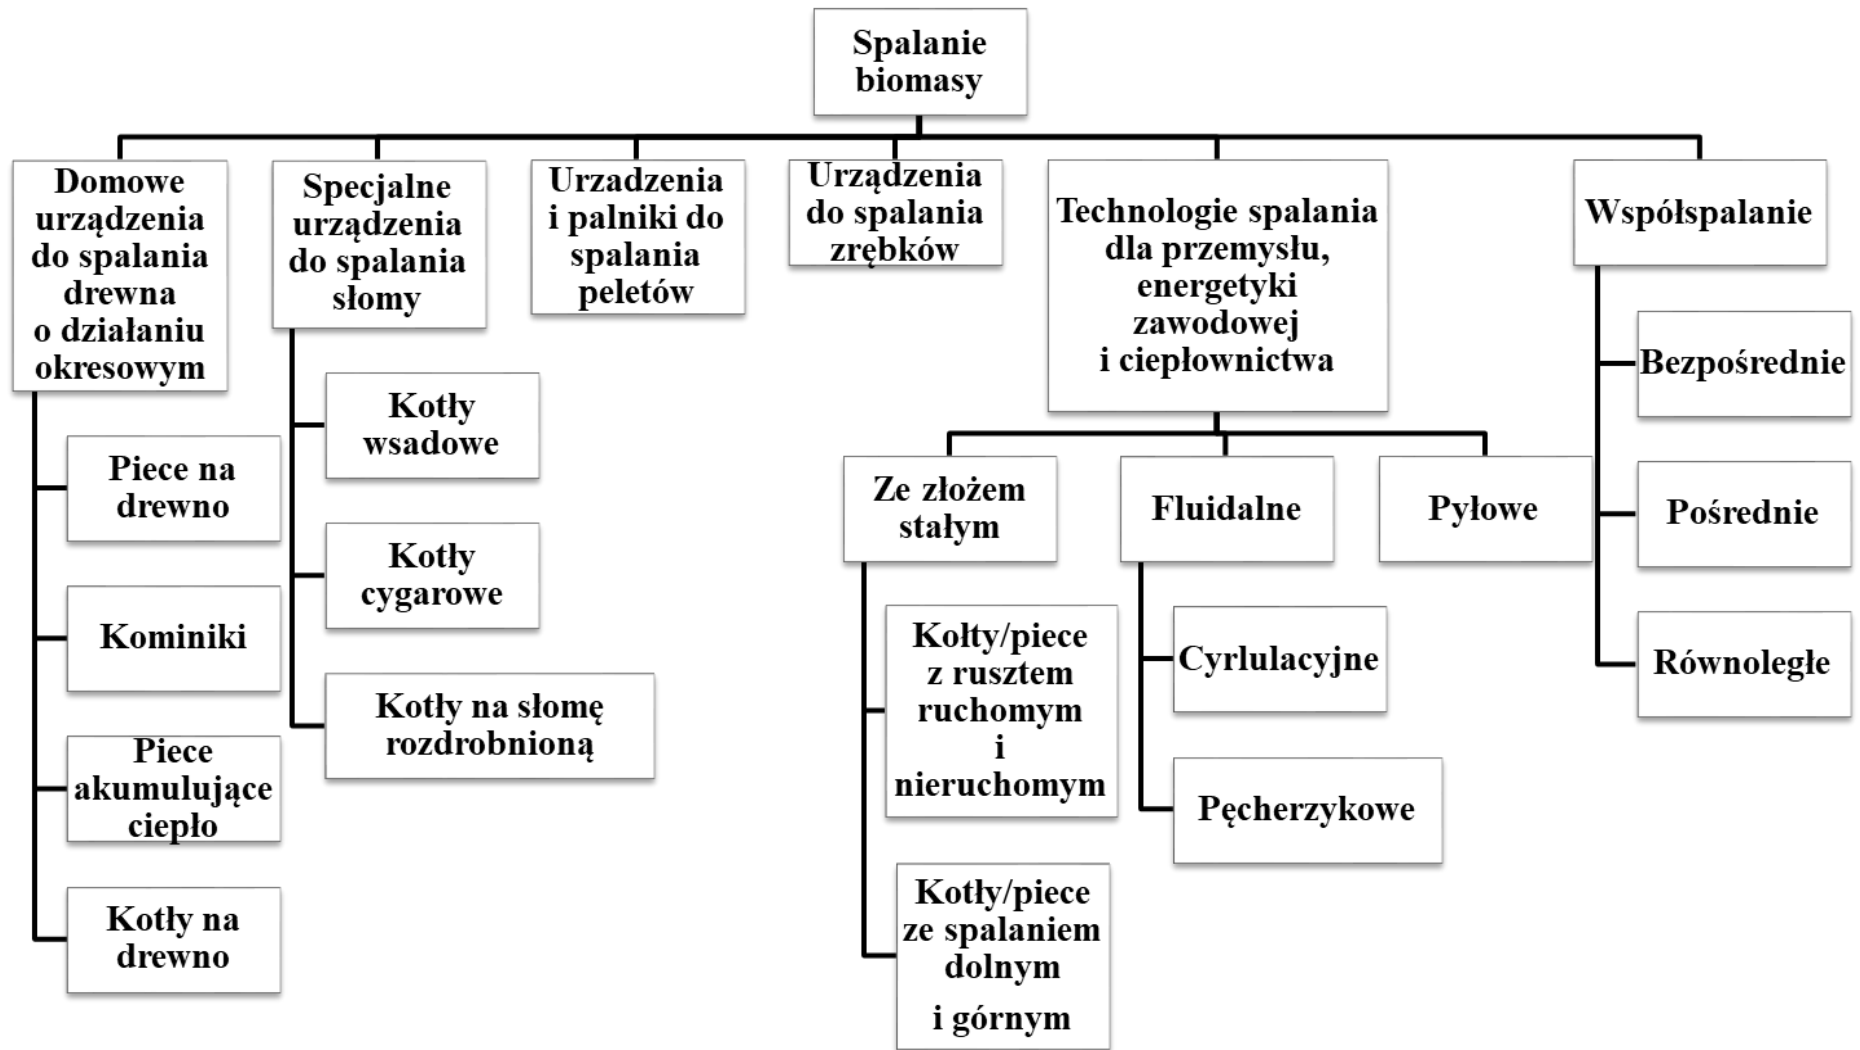 Spalanie
biomasy
Domowe
urządzenia
do spalania
drewna
o działaniu
okresowym
Piece na
drewno
Kominiki
Piece
akumulujące
ciepło
Kotły na
drewno
Specjalne
urządzenia
do spalania
słomy
Kotły
wsadowe
Kotły
cygarowe
Kotły na słomę
rozdrobnioną
Urzadzenia
i palniki do
spalania
peletów
Urządzenia
do spalania
zrębków
Technologie spalania
dla przemysłu,
energetyki
zawodowej
i ciepłownictwa
Ze złożem
stałym
Kołty/piece
z rusztem
ruchomym
i
nieruchomym
Kotły/piece
ze spalaniem
dolnym
i górnym
Fluidalne
Cyrlulacyjne
Pęcherzykowe
Pyłowe
Współspalanie
Bezpośrednie
Pośrednie
Równoległe